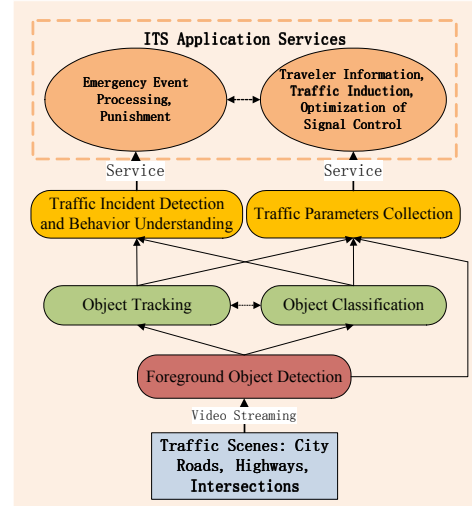 ITS Application Services
Emergency Event
Processing,
Punishment
Traveler Information,
Traffic Induction,
Optimization of
Signal Control
Service
Service
Traffic Incident Detection
and Behavior Understanding
Traffic Parameters Collection
Object Tracking
Object Classification
Foreground Object Detection
Video Streaming
Traffic Scenes: City
Roads, Highways,
Intersections